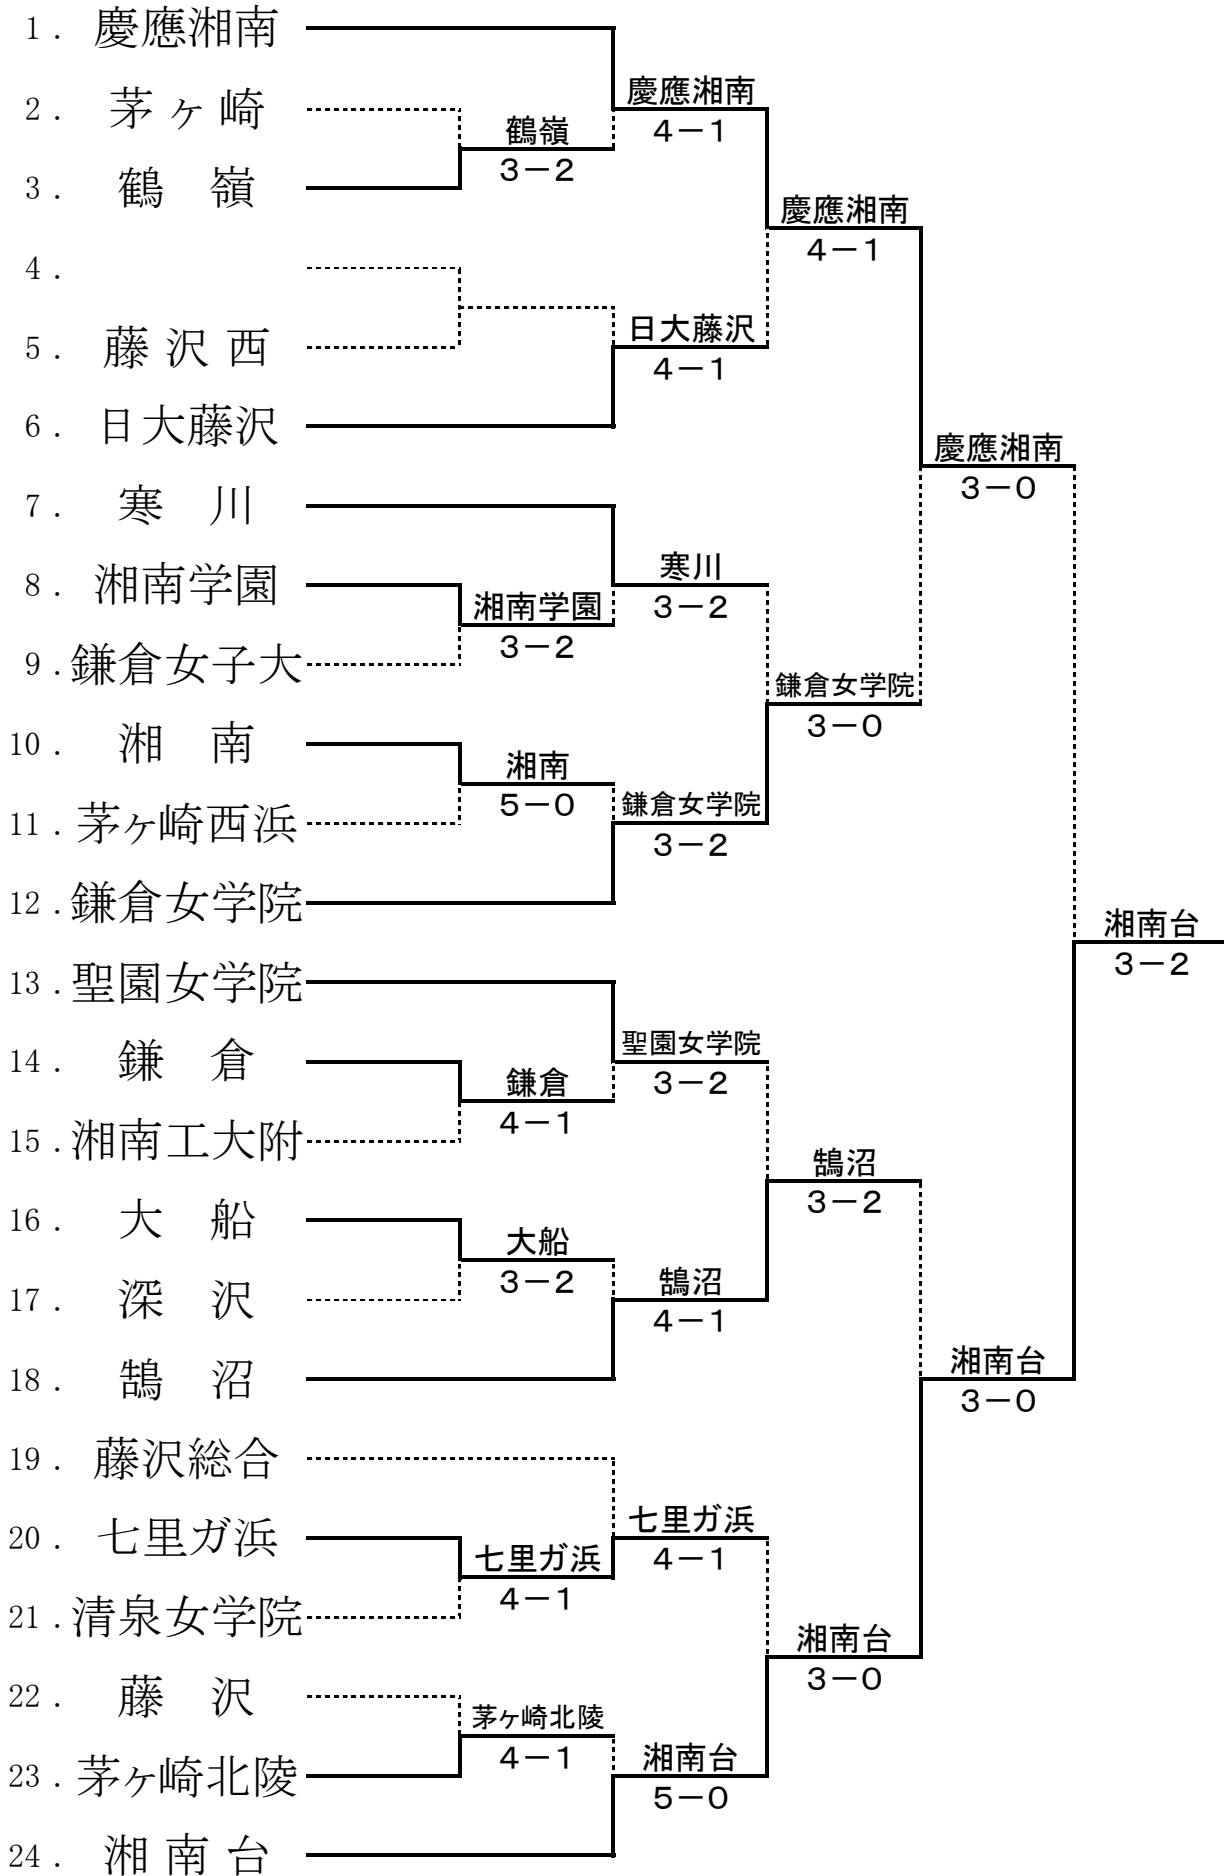 1. 慶應湘南
2. 茅ヶ崎
3. 鶴嶺
4.
5. 藤沢西
6. 日大藤沢
7. 寒川
8. 湘南学園
9. 鎌倉女子大
10. 湘南
11. 茅ヶ崎西浜
12. 鎌倉女学院
13. 聖園女学院
14. 鎌倉
15. 湘南工大附
16. 大船
17. 深沢
18. 鵠沼
19. 藤沢総合
20. 七里ガ浜
21. 清泉女学院
22. 藤沢
23. 茅ヶ崎北陵
24. 湘南台
鶴嶺
3-2
湘南学園
3-2
湘南
5-0
鎌倉
4-1
大船
3-2
七里ガ浜
4-1
茅ヶ崎北陵
4-1
慶應湘南
4-1
日大藤沢
4-1
寒川
3-2
鎌倉女学院
3-2
聖園女学院
3-2
鵠沼
4-1
七里ガ浜
4-1
湘南台
5-0
慶應湘南
4-1
鎌倉女学院
3-0
鵠沼
3-2
湘南台
3-0
慶應湘南
3-0
湘南台
3-0
湘南台
3-2